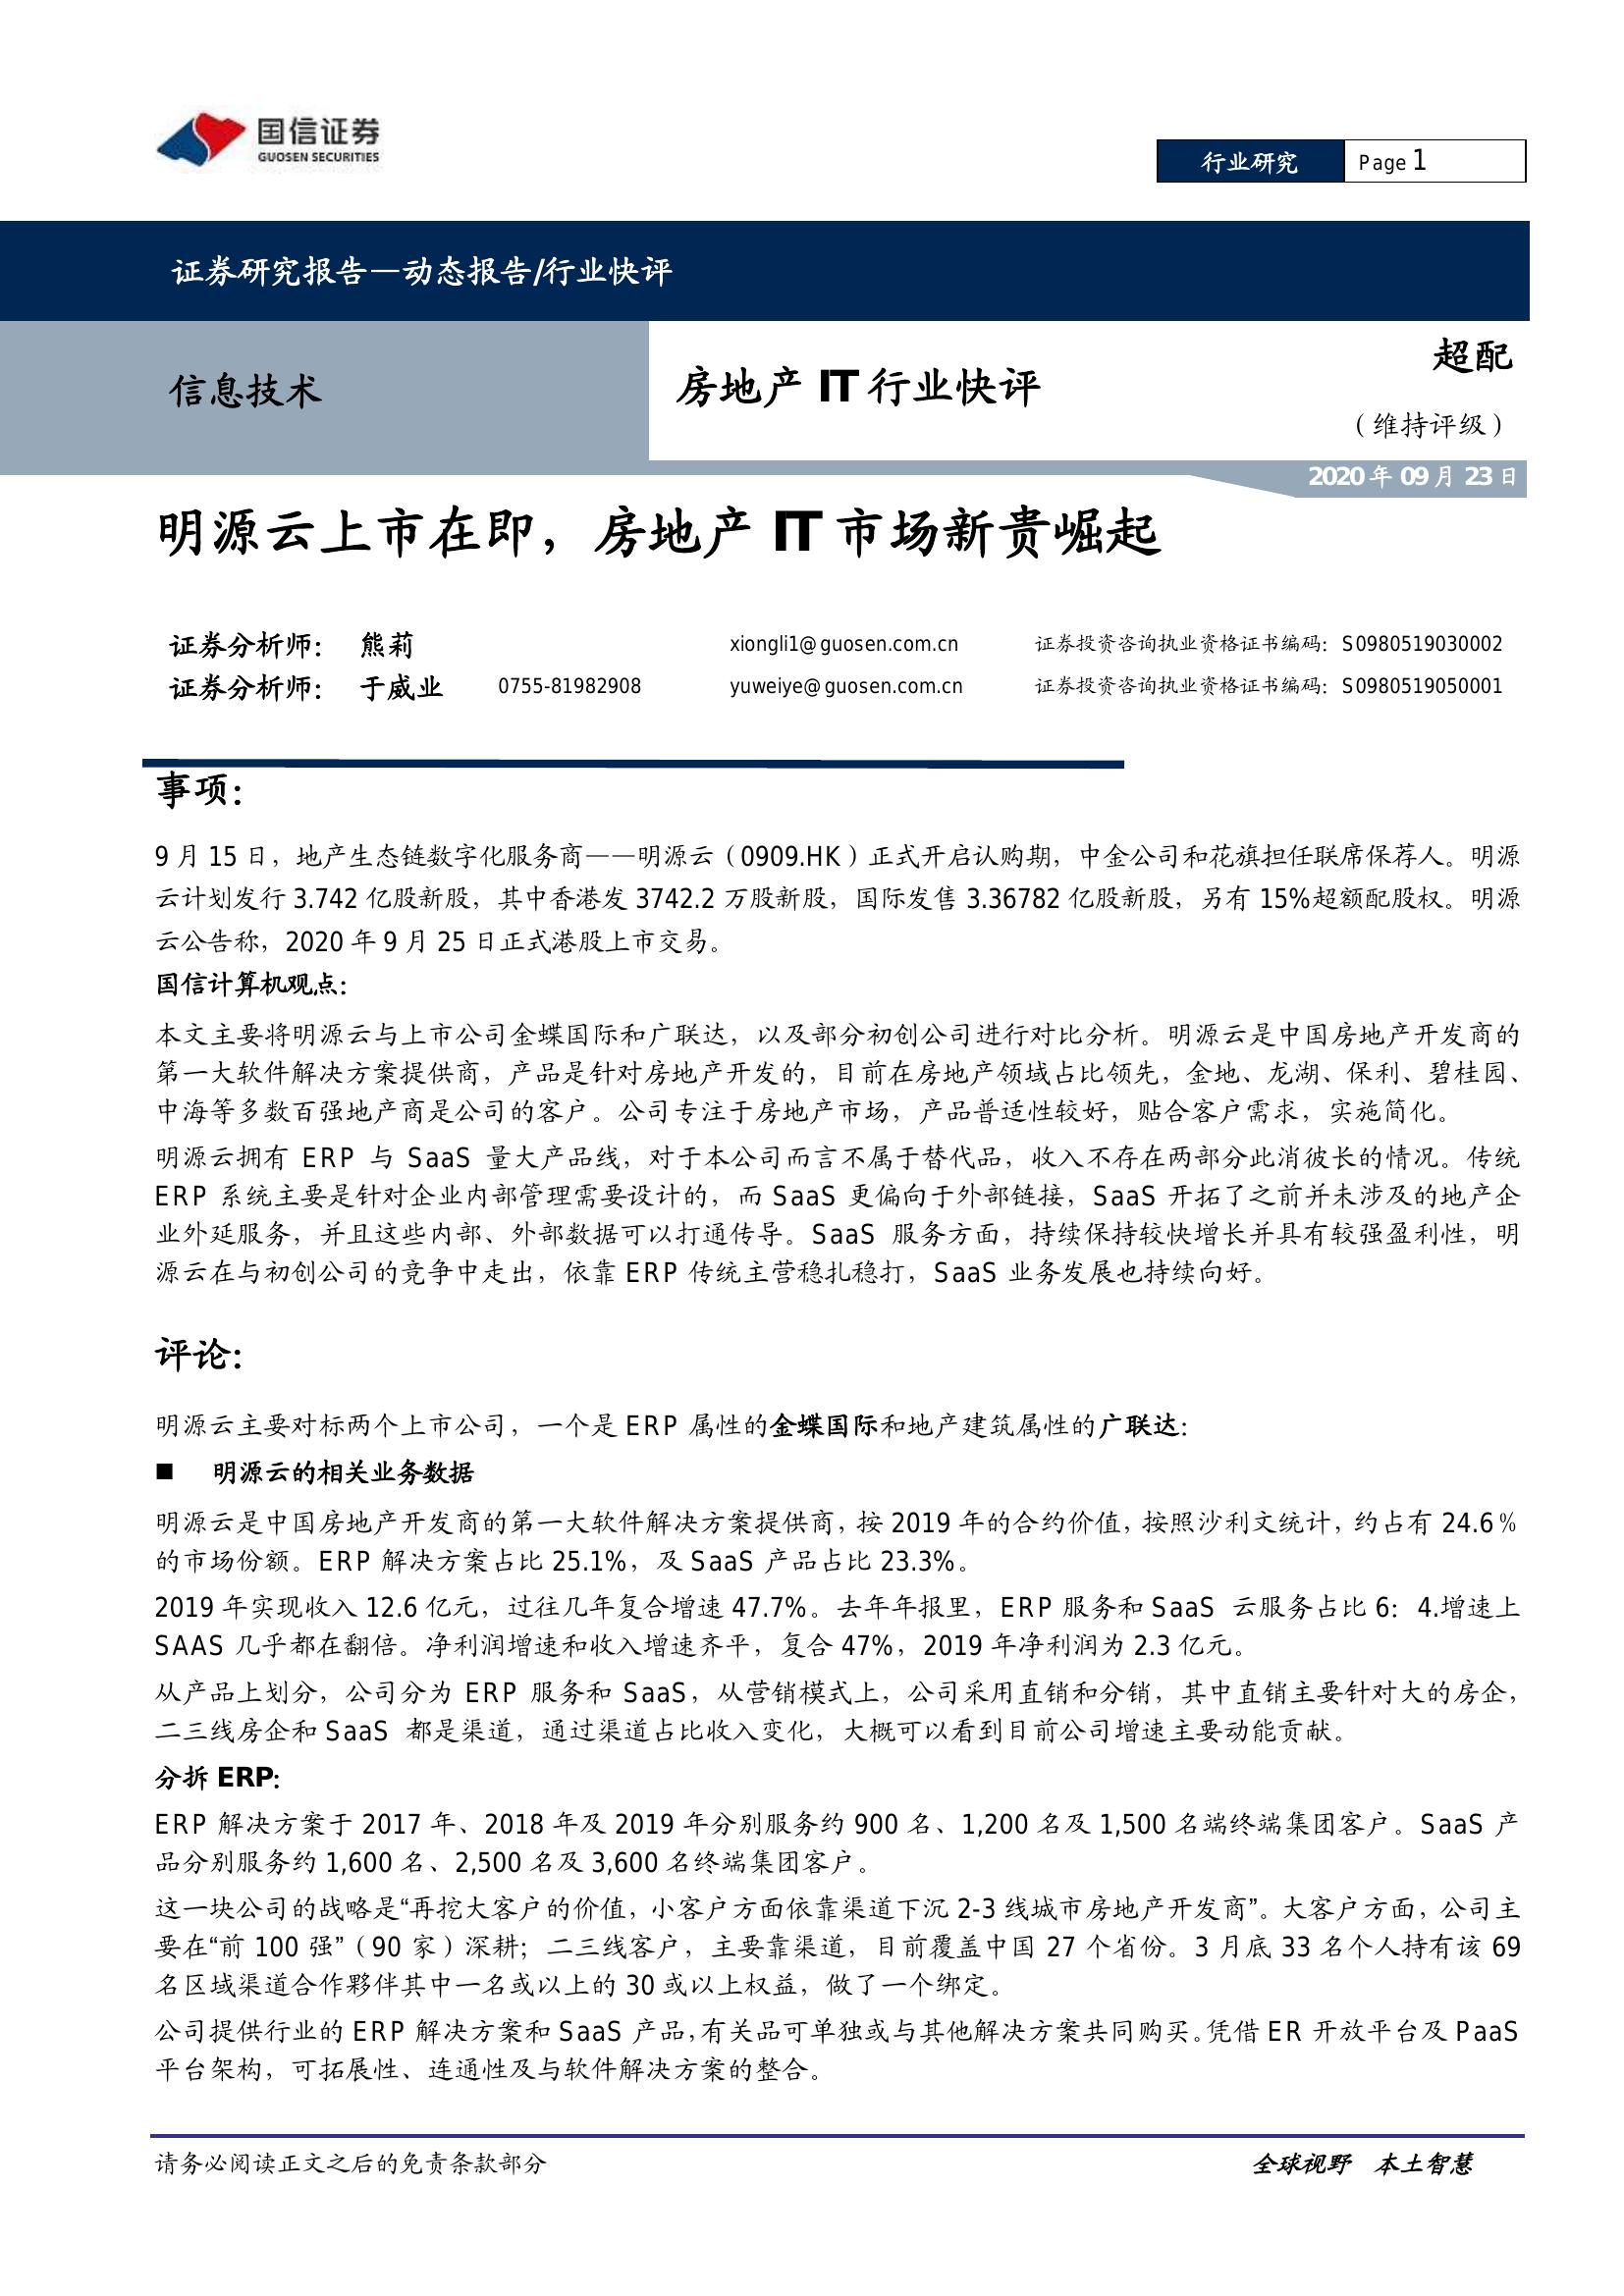 国信证券
GUOSEN SECURITIES
行业研究 Page 1
证券研究报告—动态报告/行业快评
信息技术
房地产 IT 行业快评
超配
（维持评级）
2020 年 09 月 23 日
明源云上市在即，房地产 IT 市场新贵崛起
证券分析师： 熊莉 xiongli1@guosen.com.cn 证券投资咨询执业资格证书编码：S0980519030002
证券分析师： 于威业 0755-81982908 yuweiye@guosen.com.cn 证券投资咨询执业资格证书编码：S0980519050001
事项：
9 月 15 日，地产生态链数字化服务商——明源云（0909.HK）正式开启认购期，中金公司和花旗担任联席保荐人。明源
云计划发行 3.742 亿股新股，其中香港发 3742.2 万股新股，国际发售 3.36782 亿股新股，另有 15%超额配股权。明源
云公告称，2020 年 9 月 25 日正式港股上市交易。
国信计算机观点：
本文主要将明源云与上市公司金蝶国际和广联达，以及部分初创公司进行对比分析。明源云是中国房地产开发商的
第一大软件解决方案提供商，产品是针对房地产开发的，目前在房地产领域占比领先，金地、龙湖、保利、碧桂园、
中海等多数百强地产商是公司的客户。公司专注于房地产市场，产品普适性较好，贴合客户需求，实施简化。
明源云拥有 ERP 与 SaaS 量大产品线，对于本公司而言不属于替代品，收入不存在两部分此消彼长的情况。传统
ERP 系统主要是针对企业内部管理需要设计的，而 SaaS 更偏向于外部链接，SaaS 开拓了之前并未涉及的地产企
业外延服务，并且这些内部、外部数据可以打通传导。SaaS 服务方面，持续保持较快增长并具有较强盈利性，明
源云在与初创公司的竞争中走出，依靠 ERP 传统主营稳扎稳打，SaaS 业务发展也持续向好。
评论：
明源云主要对标两个上市公司，一个是 ERP 属性的金蝶国际和地产建筑属性的广联达：
■ 明源云的相关业务数据
明源云是中国房地产开发商的第一大软件解决方案提供商，按 2019 年的合约价值，按照沙利文统计，约占有 24.6%
的市场份额。ERP 解决方案占比 25.1%，及 SaaS 产品占比 23.3%。
2019 年实现收入 12.6 亿元，过往几年复合增速 47.7%。去年年报里，ERP 服务和 SaaS 云服务占比 6：4.增速上
SAAS 几乎都在翻倍。净利润增速和收入增速齐平，复合 47%，2019 年净利润为 2.3 亿元。
从产品上划分，公司分为 ERP 服务和 SaaS，从营销模式上，公司采用直销和分销，其中直销主要针对大的房企，
二三线房企和 SaaS 都是渠道，通过渠道占比收入变化，大概可以看到目前公司增速主要动能贡献。
分拆 ERP：
ERP 解决方案于 2017 年、2018 年及 2019 年分别服务约 900 名、1,200 名及 1,500 名端终端集团客户。SaaS 产
品分别服务约 1,600 名、2,500 名及 3,600 名终端集团客户。
这一块公司的战略是“再挖大客户的价值，小客户方面依靠渠道下沉 2-3 线城市房地产开发商”。大客户方面，公司主
要在“前 100 强”（90 家）深耕；二三线客户，主要靠渠道，目前覆盖中国 27 个省份。3 月底 33 名个人持有该 69
名区域渠道合作夥伴其中一名或以上的 30 或以上权益，做了一个绑定。
公司提供行业的 ERP 解决方案和 SaaS 产品，有关品可单独或与其他解决方案共同购买。凭借 ER 开放平台及 PaaS
平台架构，可拓展性、连通性及与软件解决方案的整合。
请务必阅读正文之后的免责条款部分 全球视野 本土智慧